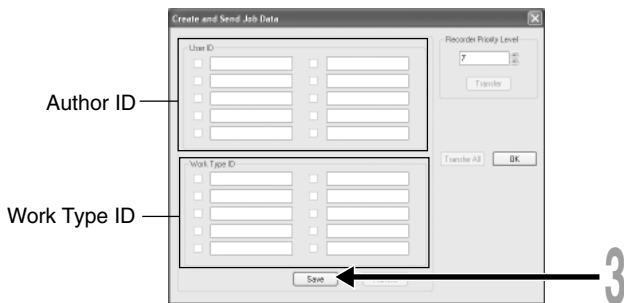 Create and Send Job Data
User ID
Recorder Priority Level
7
Transfer
Author ID
Work Type ID
Transfer All
OK
Work Type ID
Save
3